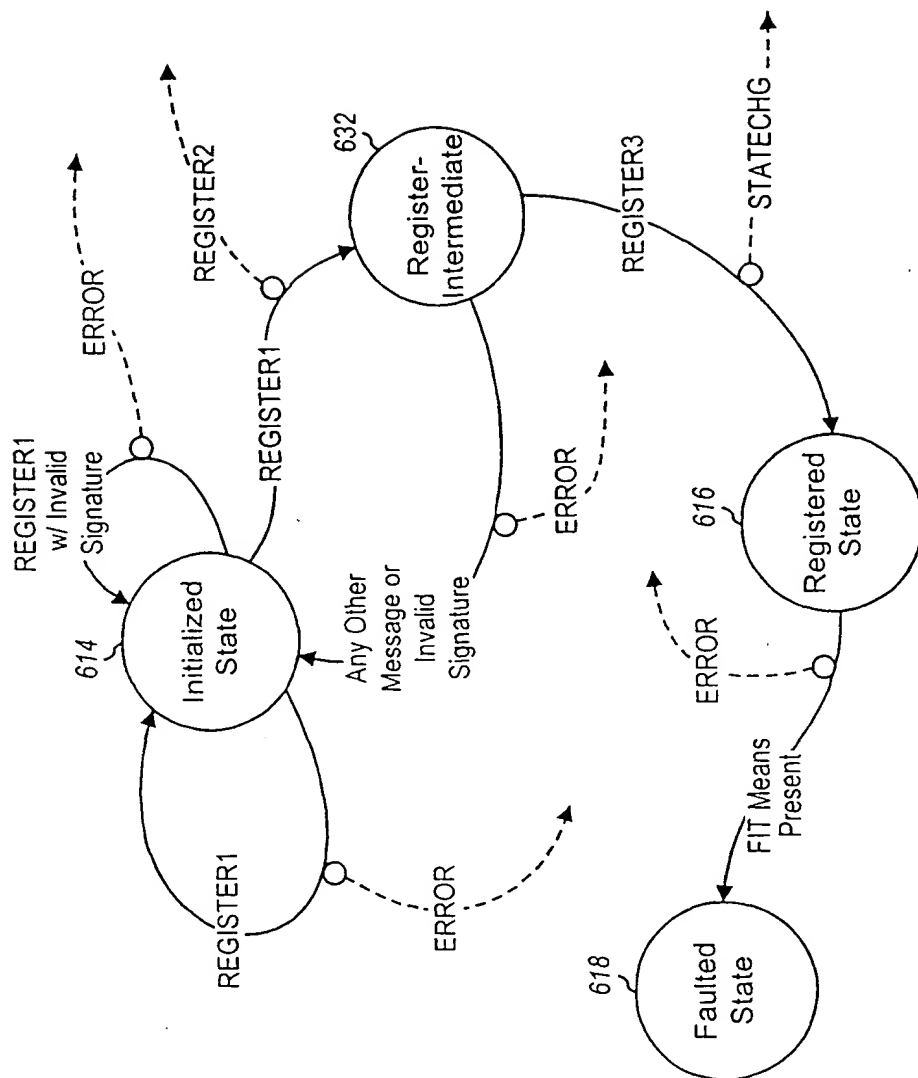 REGISTER1
w/ Invalid
Signature
ERROR
614
Initialized
State
REGISTER1
ERROR
REGISTER1
REGISTER2
632
Register-
Intermediate
Any Other
Message or
Invalid
Signature
ERROR
REGISTER3
STATECHG
616
Registered
State
ERROR
FIT Means
Present
618
Faulted
State